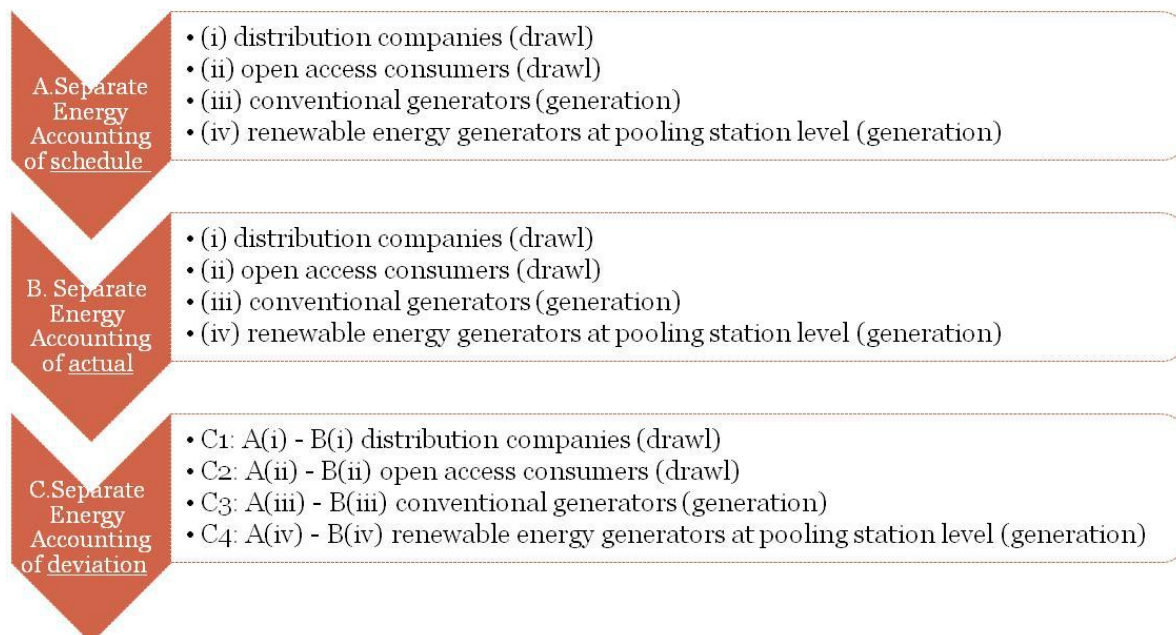 A.Separate
Energy
Accounting
of schedule
• (i) distribution companies (drawl)
• (ii) open access consumers (drawl)
• (iii) conventional generators (generation)
• (iv) renewable energy generators at pooling station level (generation)
B. Separate
Energy
Accounting
of actual
• (i) distribution companies (drawl)
• (ii) open access consumers (drawl)
• (iii) conventional generators (generation)
• (iv) renewable energy generators at pooling station level (generation)
C.Separate
Energy
Accounting
of deviation
• C1: A(i) - B(i) distribution companies (drawl)
• C2: A(ii) - B(ii) open access consumers (drawl)
• C3: A(iii) - B(iii) conventional generators (generation)
• C4: A(iv) - B(iv) renewable energy generators at pooling station level (generation)